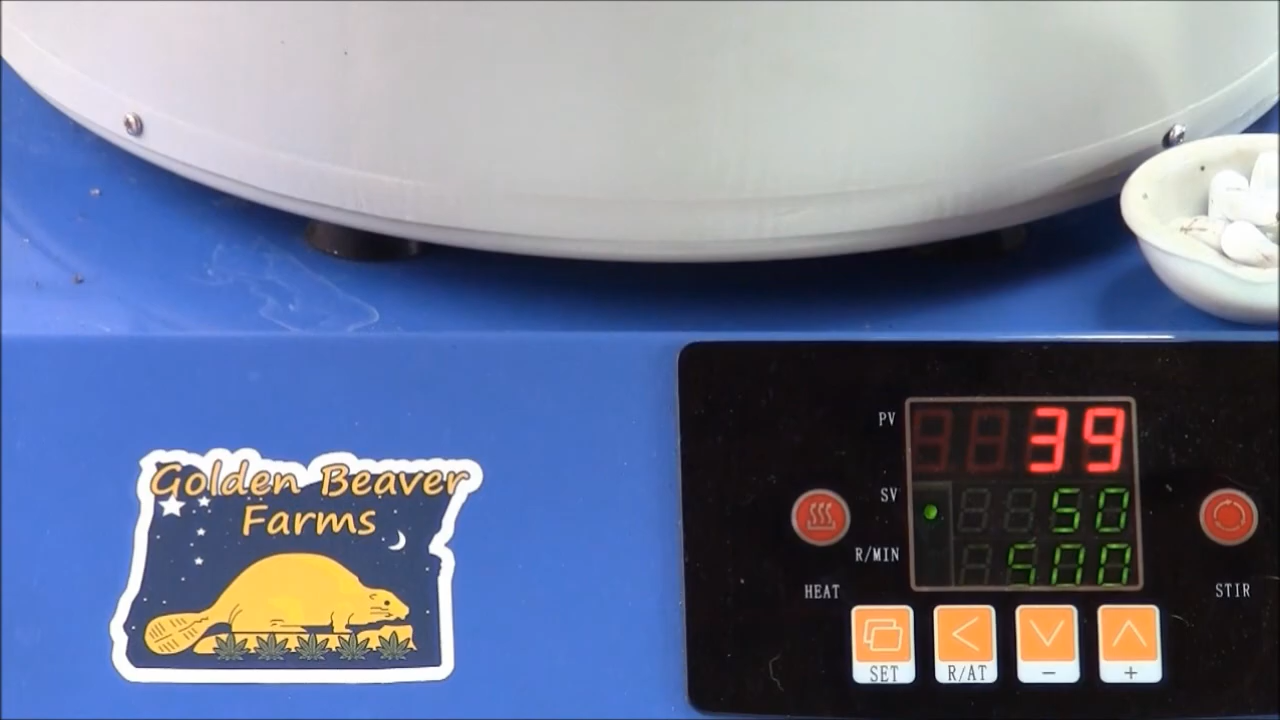 Golden Beaver
Farms
PV
39
SV
50
R/MIN
500
HEAT
STIR
SET
R/AT
-
+